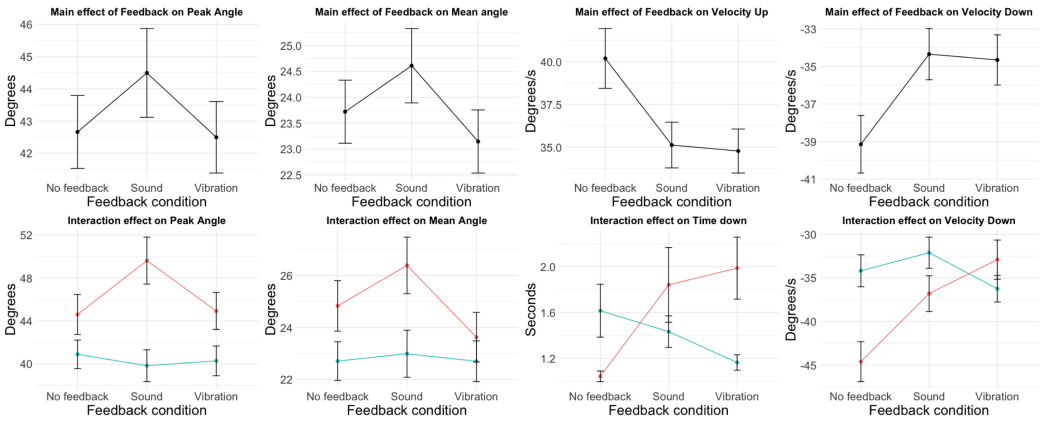 Main effect of Feedback on Peak Angle
Degrees
46
45
44
43
42
No feedback Sound Vibration
Feedback condition
Main effect of Feedback on Mean angle
Degrees
25.0
24.5
24.0
23.5
23.0
22.5
No feedback Sound Vibration
Feedback condition
Main effect of Feedback on Velocity Up
Degrees/s
40.0
37.5
35.0
No feedback Sound Vibration
Feedback condition
Main effect of Feedback on Velocity Down
Degrees/s
-33
-35
-37
-39
-41
No feedback Sound Vibration
Feedback condition
Interaction effect on Peak Angle
Degrees
52
48
44
40
No feedback Sound Vibration
Feedback condition
Interaction effect on Mean Angle
Degrees
26
24
22
No feedback Sound Vibration
Feedback condition
Interaction effect on Time down
Seconds
2.0
1.6
1.2
No feedback Sound Vibration
Feedback condition
Interaction effect on Velocity Down
Degrees/s
-30
-35
-40
-45
No feedback Sound Vibration
Feedback condition